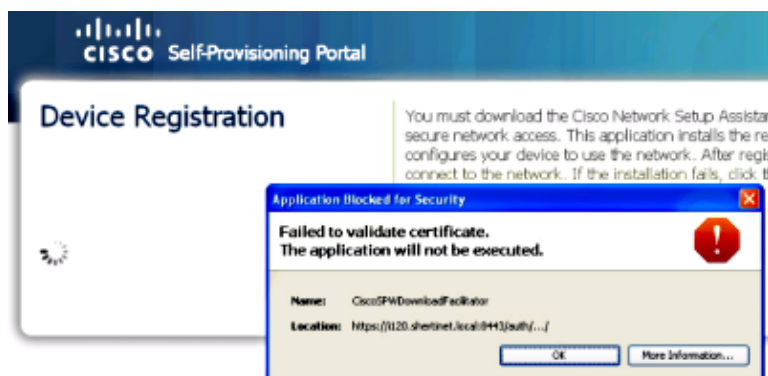 CISCO Self-Provisioning Portal
Device Registration
You must download the Cisco Network Setup Assistan
secure network access. This application installs the re
configures your device to use the network. After regis
connect to the network. If the installation fails, click t
Application Blocked for Security
Failed to validate certificate.
The application will not be executed.
Name: CiscoSPWDownloadFacilitator
Location: https://i120.shertinet.local:8443/auth/.../
OK More Information...